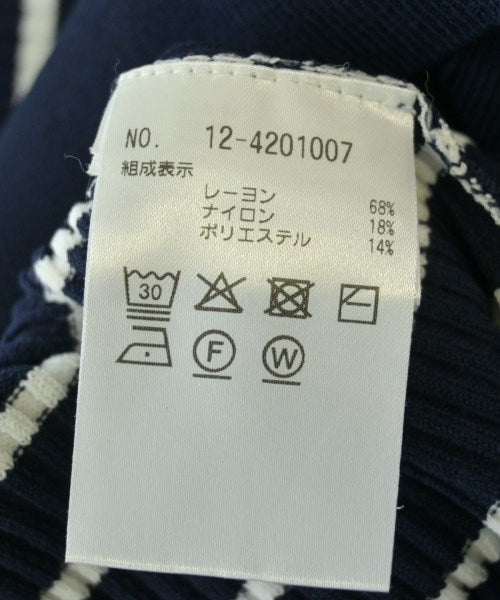 NO. 12-4201007
組成表示
レーヨン 68%
ナイロン 18%
ポリエステル 14%
30
F W